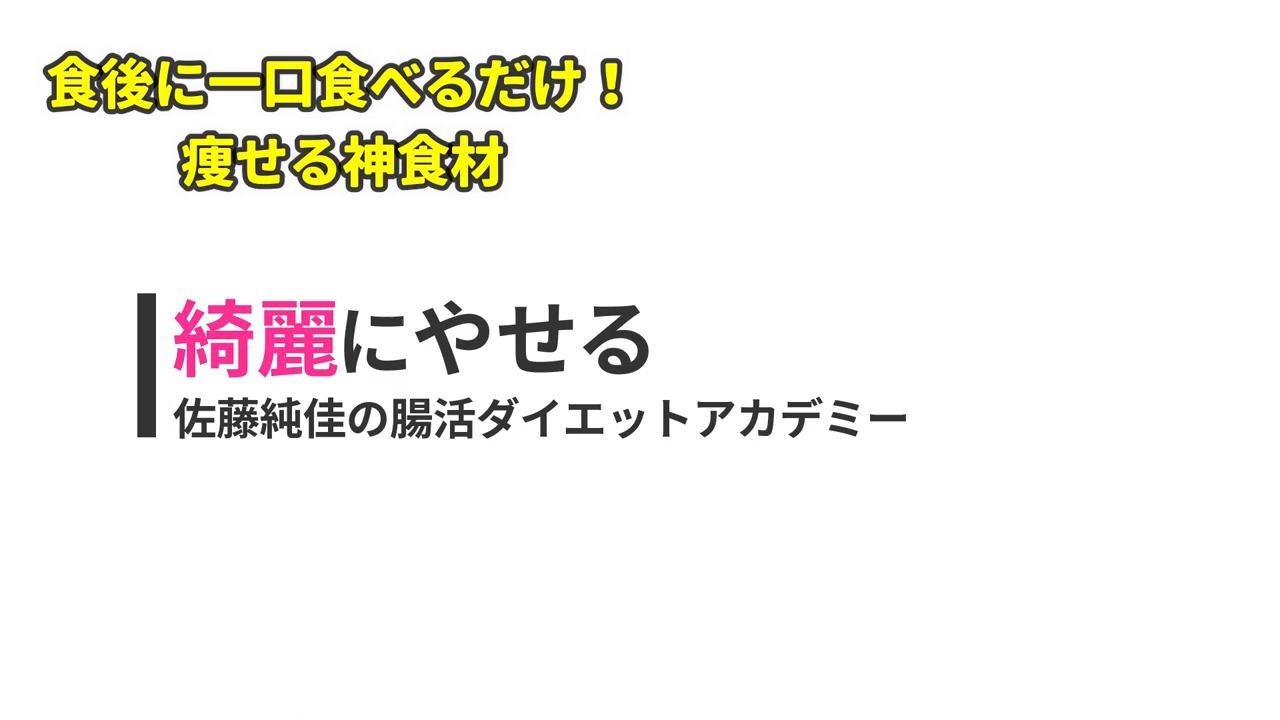 食後に一口食べるだけ！
痩せる神食材
綺麗にやせる
佐藤純佳の腸活ダイエットアカデミー